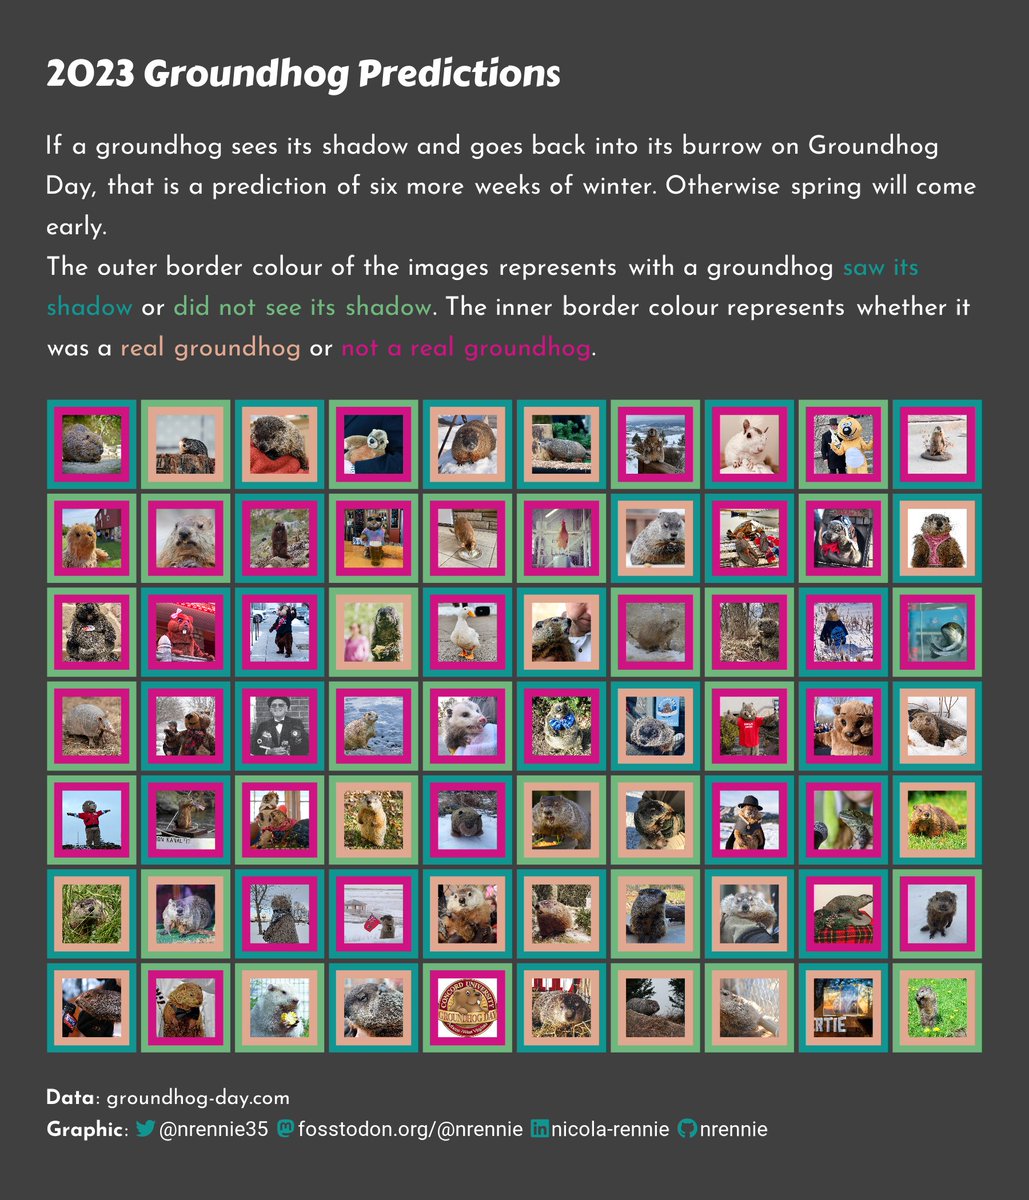 2023 Groundhog Predictions
If a groundhog sees its shadow and goes back into its burrow on Groundhog
Day, that is a prediction of six more weeks of winter. Otherwise spring will come
early.
The outer border colour of the images represents with a groundhog saw its
shadow or did not see its shadow. The inner border colour represents whether it
was a real groundhog or not a real groundhog.
CONCORD UNIVERSITY
GROUNDHOG DAY
RTIE
Data: groundhog-day.com
Graphic: @nrennie35 fosstodon.org/@nrennie nicola-rennie nrennie